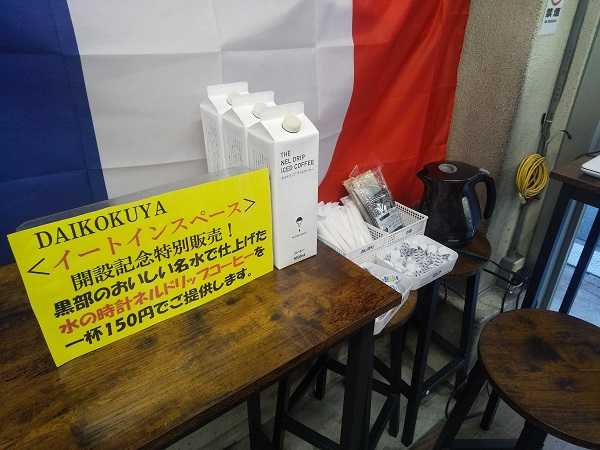 DAIKOKUYA
＜イートインスペース＞
開設記念特別販売！
黒部のおいしい名水で仕上げた
水の時計ネルドリップコーヒーを
一杯150円でご提供します。
THE
NEL DRIP
ICED COFFEE
禁煙